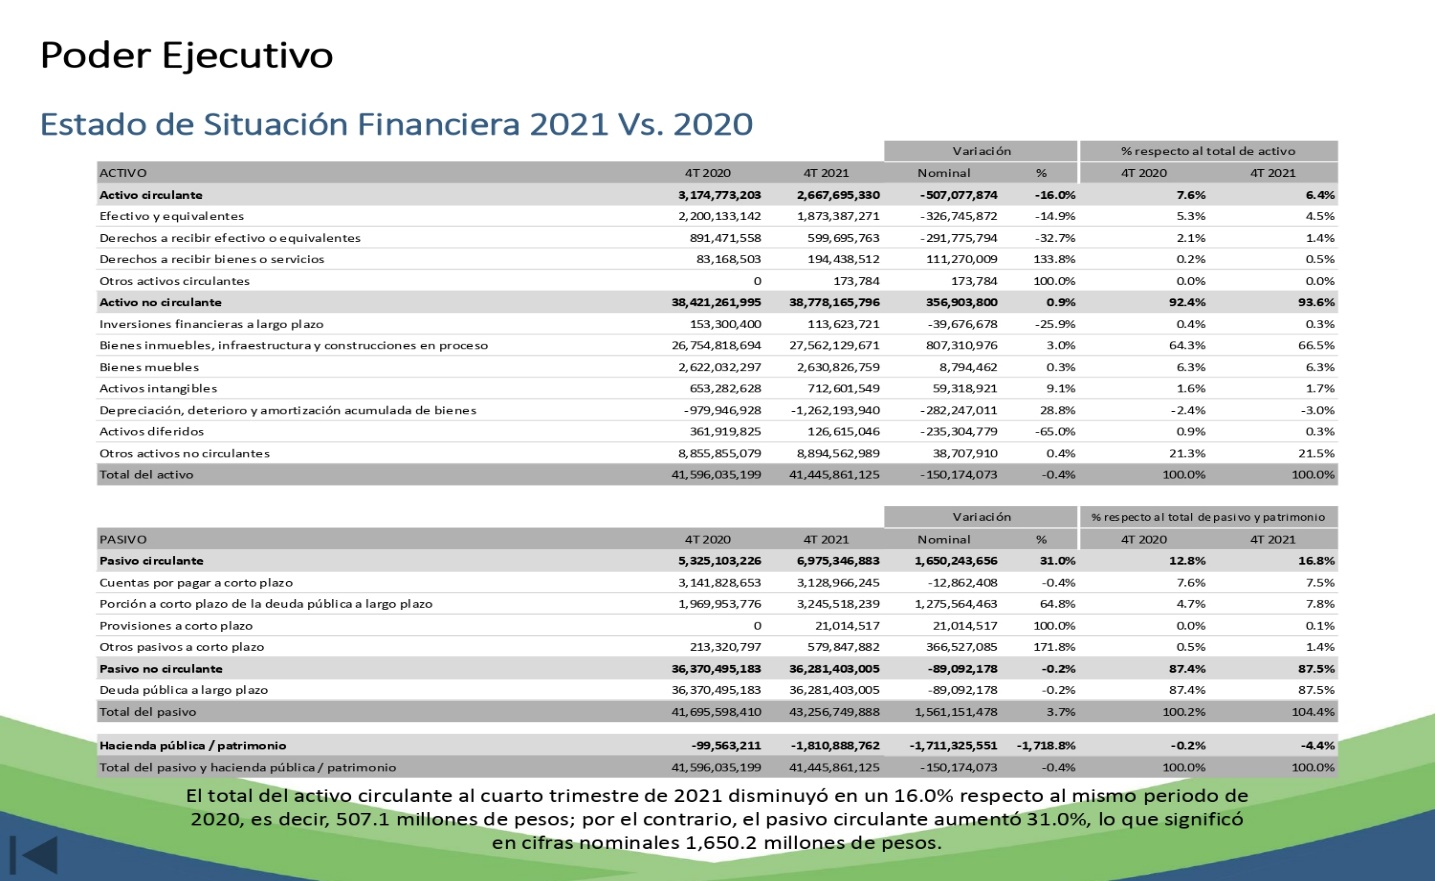 Poder Ejecutivo
Estado de Situación Financiera 2021 Vs. 2020
Variación % respecto al total de activo
ACTIVO 4T 2020 4T 2021 Nominal % 4T 2020 4T 2021
Activo circulante 3,174,773,203 2,667,695,330 -507,077,874 -16.0% 7.6% 6.4%
Efectivo y equivalentes 2,200,133,142 1,873,387,271 -326,745,872 -14.9% 5.3% 4.5%
Derechos a recibir efectivo o equivalentes 891,471,558 599,695,763 -291,775,794 -32.7% 2.1% 1.4%
Derechos a recibir bienes o servicios 83,168,503 194,438,512 111,270,009 133.8% 0.2% 0.5%
Otros activos circulantes 0 173,784 173,784 100.0% 0.0% 0.0%
Activo no circulante 38,421,261,995 38,778,165,796 356,903,800 0.9% 92.4% 93.6%
Inversiones financieras a largo plazo 153,300,400 113,623,721 -39,676,678 -25.9% 0.4% 0.3%
Bienes inmuebles, infraestructura y construcciones en proceso 26,754,818,694 27,562,129,671 807,310,976 3.0% 64.3% 66.5%
Bienes muebles 2,622,032,297 2,630,826,759 8,794,462 0.3% 6.3% 6.3%
Activos intangibles 653,282,628 712,601,549 59,318,921 9.1% 1.6% 1.7%
Depreciación, deterioro y amortización acumulada de bienes -979,946,928 -1,262,193,940 -282,247,011 28.8% -2.4% -3.0%
Activos diferidos 361,919,825 126,615,046 -235,304,779 -65.0% 0.9% 0.3%
Otros activos no circulantes 8,855,855,079 8,894,562,989 38,707,910 0.4% 21.3% 21.5%
Total del activo 41,596,035,199 41,445,861,125 -150,174,073 -0.4% 100.0% 100.0%
Variación % respecto al total de pasivo y patrimonio
PASIVO 4T 2020 4T 2021 Nominal % 4T 2020 4T 2021
Pasivo circulante 5,325,103,226 6,975,346,883 1,650,243,656 31.0% 12.8% 16.8%
Cuentas por pagar a corto plazo 3,141,828,653 3,128,966,245 -12,862,408 -0.4% 7.6% 7.5%
Porción a corto plazo de la deuda pública a largo plazo 1,969,953,776 3,245,518,239 1,275,564,463 64.8% 4.7% 7.8%
Provisiones a corto plazo 0 21,014,517 21,014,517 100.0% 0.0% 0.1%
Otros pasivos a corto plazo 213,320,797 579,847,882 366,527,085 171.8% 0.5% 1.4%
Pasivo no circulante 36,370,495,183 36,281,403,005 -89,092,178 -0.2% 87.4% 87.5%
Deuda pública a largo plazo 36,370,495,183 36,281,403,005 -89,092,178 -0.2% 87.4% 87.5%
Total del pasivo 41,695,598,410 43,256,749,888 1,561,151,478 3.7% 100.2% 104.4%
Hacienda pública / patrimonio -99,563,211 -1,810,888,762 -1,711,325,551 -1,718.8% -0.2% -4.4%
Total del pasivo y hacienda pública / patrimonio 41,596,035,199 41,445,861,125 -150,174,073 -0.4% 100.0% 100.0%
El total del activo circulante al cuarto trimestre de 2021 disminuyó en un 16.0% respecto al mismo periodo de
2020, es decir, 507.1 millones de pesos; por el contrario, el pasivo circulante aumentó 31.0%, lo que significó
en cifras nominales 1,650.2 millones de pesos.